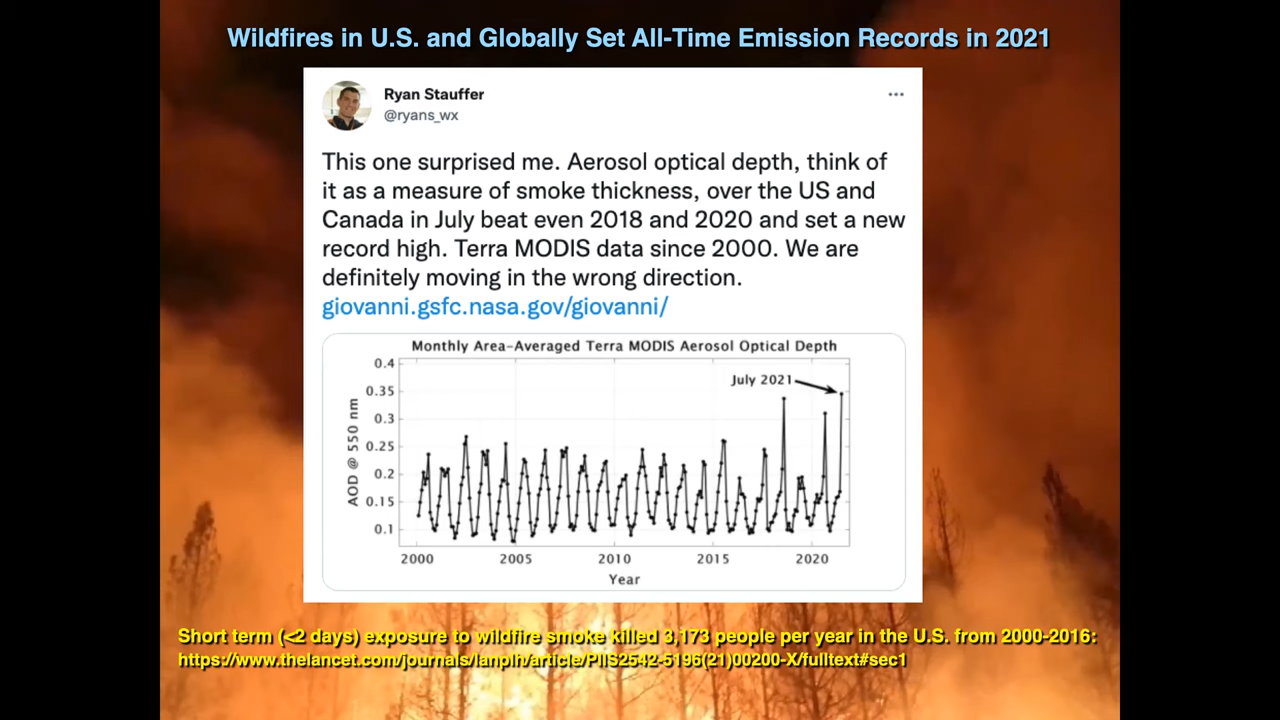 Wildfires in U.S. and Globally Set All-Time Emission Records in 2021
Ryan Stauffer
@ryans_wx
This one surprised me. Aerosol optical depth, think of
it as a measure of smoke thickness, over the US and
Canada in July beat even 2018 and 2020 and set a new
record high. Terra MODIS data since 2000. We are
definitely moving in the wrong direction.
giovanni.gsfc.nasa.gov/giovanni/
Monthly Area-Averaged Terra MODIS Aerosol Optical Depth
0.4
July 2021
0.35
0.3
0.25
0.2
0.15
0.1
AOD @ 550 nm
2000 2005 2010 2015 2020
Year
Short term (<2 days) exposure to wildfire smoke killed 3,173 people per year in the U.S. from 2000-2016:
https://www.thelancet.com/journals/lanplh/article/PIIS2542-5196(21)00200-X/fulltext#sec1